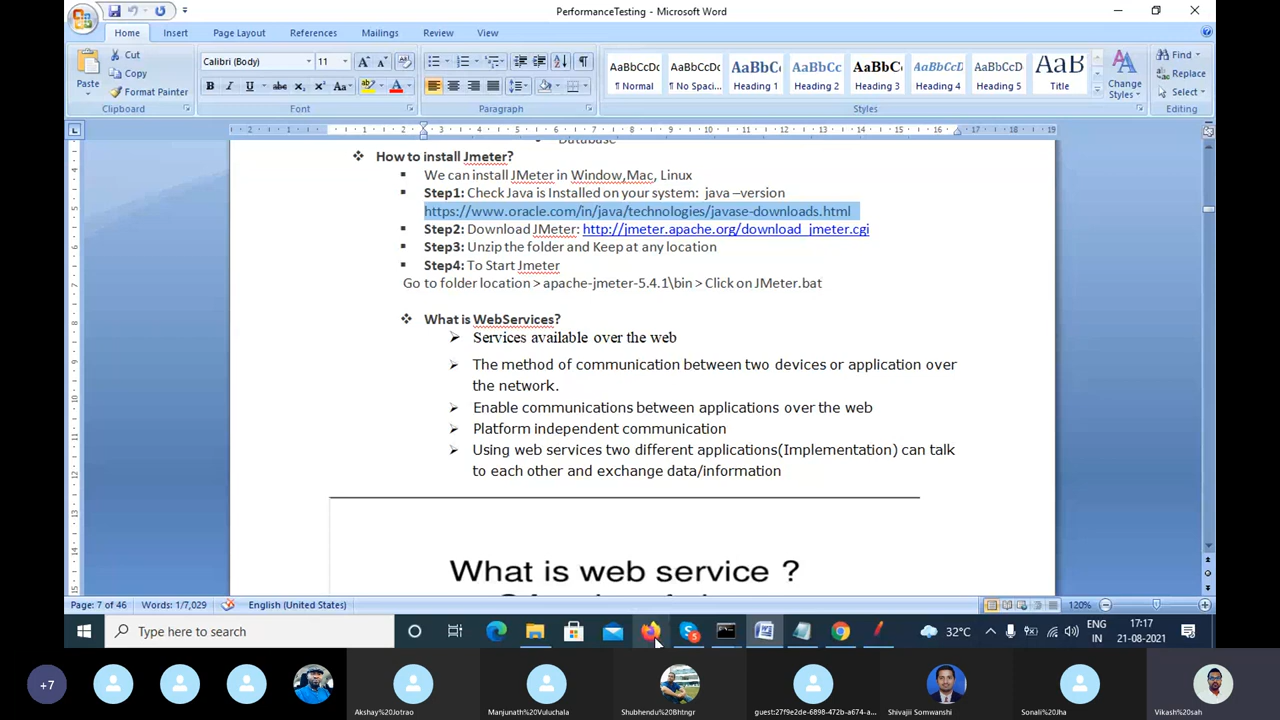 PerformanceTesting - Microsoft Word
Home Insert Page Layout References Mailings Review View
Paste
Cut
Copy
Format Painter
Clipboard
Calibri (Body) 11
Font
Paragraph
AaBbCcDc AaBbCcDc AaBbC AaBbC AaBbC AaBbCcD AaBbCcD AaB
¶ Normal ¶ No Spaci... Heading 1 Heading 2 Heading 3 Heading 4 Heading 5 Title
Change Styles
Styles
Find
Replace
Select
Editing
Database
How to install Jmeter?
We can install JMeter in Window,Mac, Linux
Step1: Check Java is Installed on your system: java –version
https://www.oracle.com/in/java/technologies/javase-downloads.html
Step2: Download JMeter: http://jmeter.apache.org/download_jmeter.cgi
Step3: Unzip the folder and Keep at any location
Step4: To Start Jmeter
Go to folder location > apache-jmeter-5.4.1\bin > Click on JMeter.bat
What is WebServices?
Services available over the web
The method of communication between two devices or application over
the network.
Enable communications between applications over the web
Platform independent communication
Using web services two different applications(Implementation) can talk
to each other and exchange data/information
What is web service ?
Page: 7 of 46 Words: 1/7,029 English (United States) 120%
Type here to search
32°C
ENG
IN
17:17
21-08-2021
+7
Akshay%20Jotrao Manjunath%20Vuluchala Shubhendu%20Bhtngr guest:27f9e2de-6898-472b-a674-a... Shivajii Somwanshi Sonali%20Jha Vikash%20sah